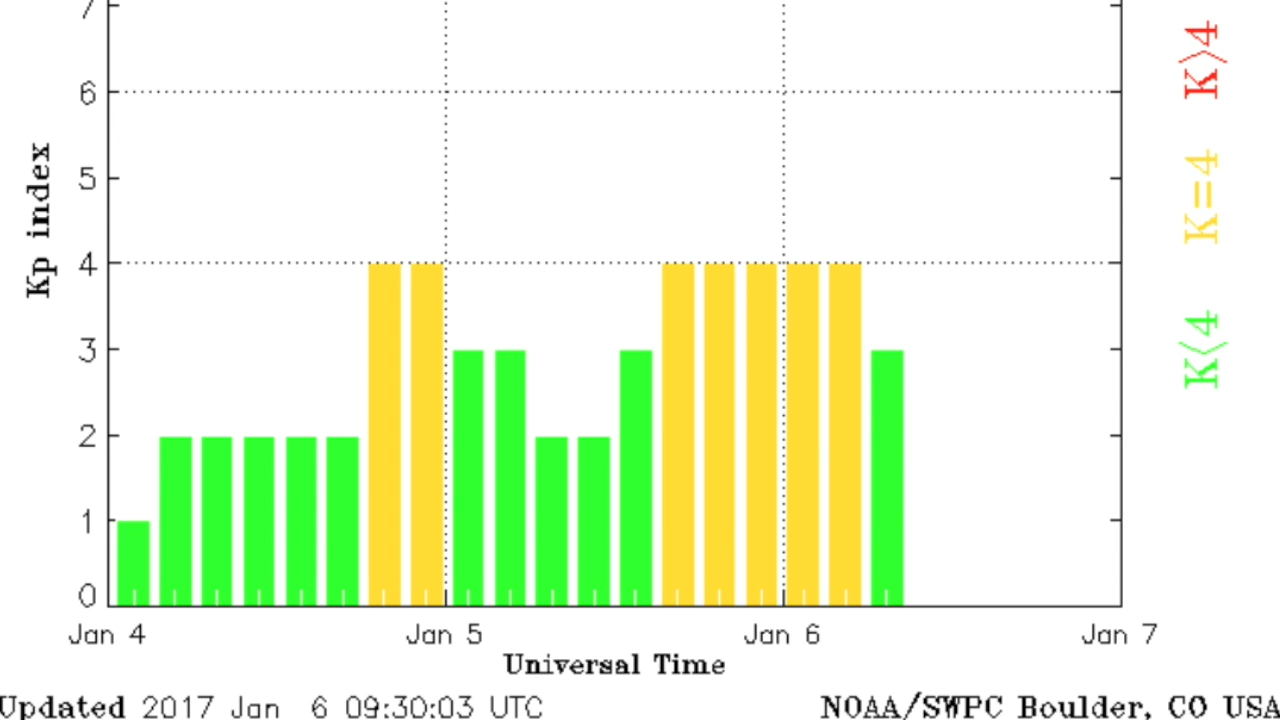 7
6
5
4
3
2
1
0
Kp index
Jan 4 Jan 5 Jan 6 Jan 7
Universal Time
Updated 2017 Jan 6 09:30:03 UTC NOAA/SWPC Boulder, CO USA
K>4
K=4
K<4